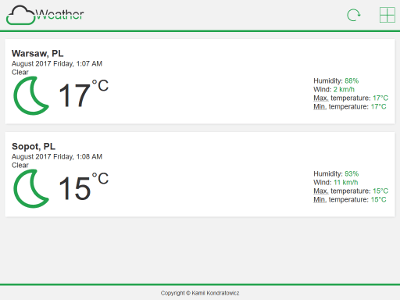 Weather
Warsaw, PL
August 2017 Friday, 1:07 AM
Clear
17°C
Humidity: 88%
Wind: 2 km/h
Max. temperature: 17°C
Min. temperature: 17°C
Sopot, PL
August 2017 Friday, 1:08 AM
Clear
15°C
Humidity: 93%
Wind: 11 km/h
Max. temperature: 15°C
Min. temperature: 15°C
Copyright © Kamil Kondratowcz